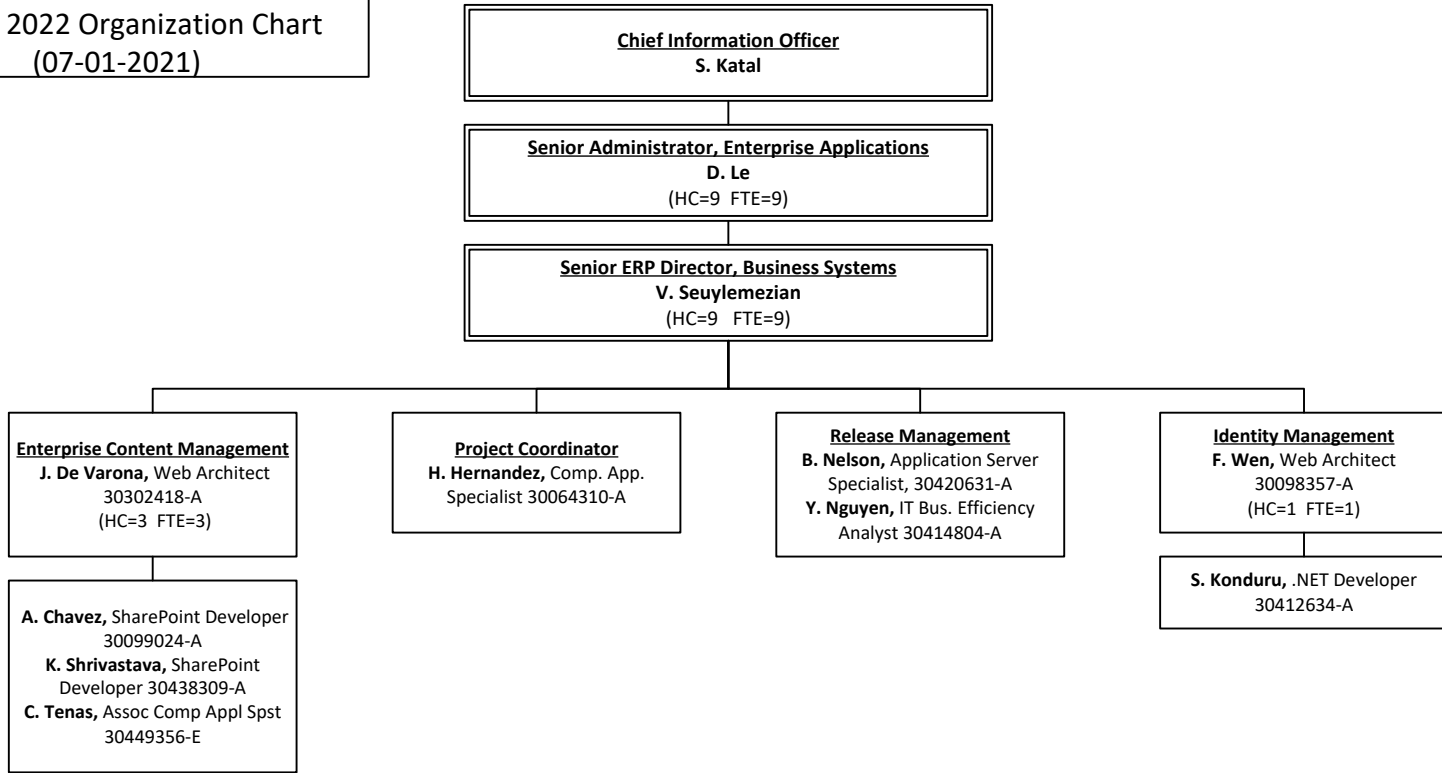 2022 Organization Chart
(07-01-2021)
Chief Information Officer
S. Katal
Senior Administrator, Enterprise Applications
D. Le
(HC=9 FTE=9)
Senior ERP Director, Business Systems
V. Seuylemezian
(HC=9 FTE=9)
Enterprise Content Management
J. De Varona, Web Architect
30302418-A
(HC=3 FTE=3)
Project Coordinator
H. Hernandez, Comp. App.
Specialist 30064310-A
Release Management
B. Nelson, Application Server
Specialist, 30420631-A
Y. Nguyen, IT Bus. Efficiency
Analyst 30414804-A
Identity Management
F. Wen, Web Architect
30098357-A
(HC=1 FTE=1)
A. Chavez, SharePoint Developer
30099024-A
K. Shrivastava, SharePoint
Developer 30438309-A
C. Tenas, Assoc Comp Appl Spst
30449356-E
S. Konduru, .NET Developer
30412634-A